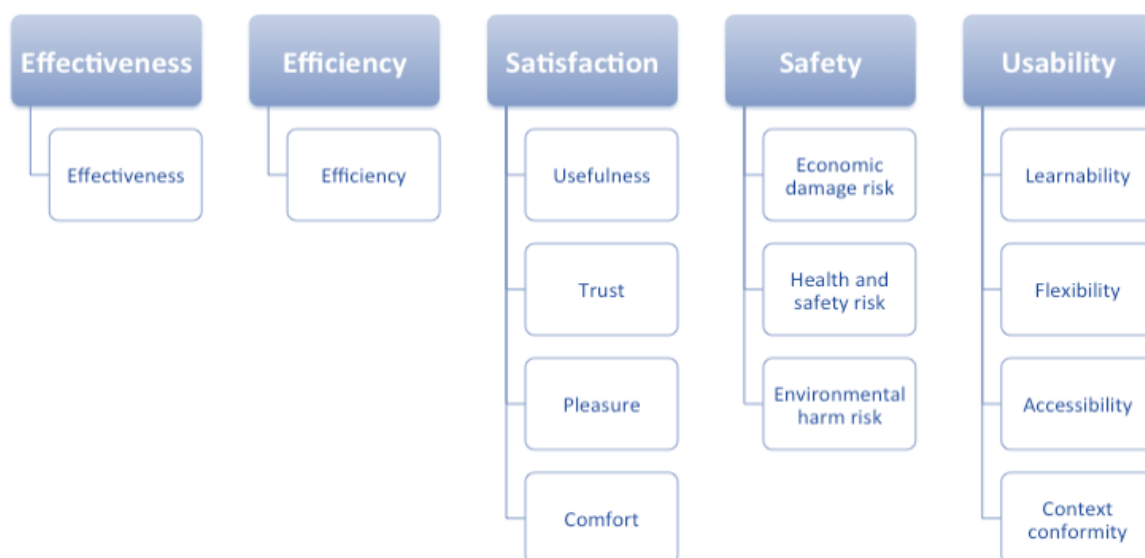 Effectiveness
Efficiency
Satisfaction
Safety
Usability
Effectiveness
Efficiency
Usefulness
Economic
damage risk
Learnability
Trust
Health and
safety risk
Flexibility
Pleasure
Environmental
harm risk
Accessibility
Comfort
Context
conformity